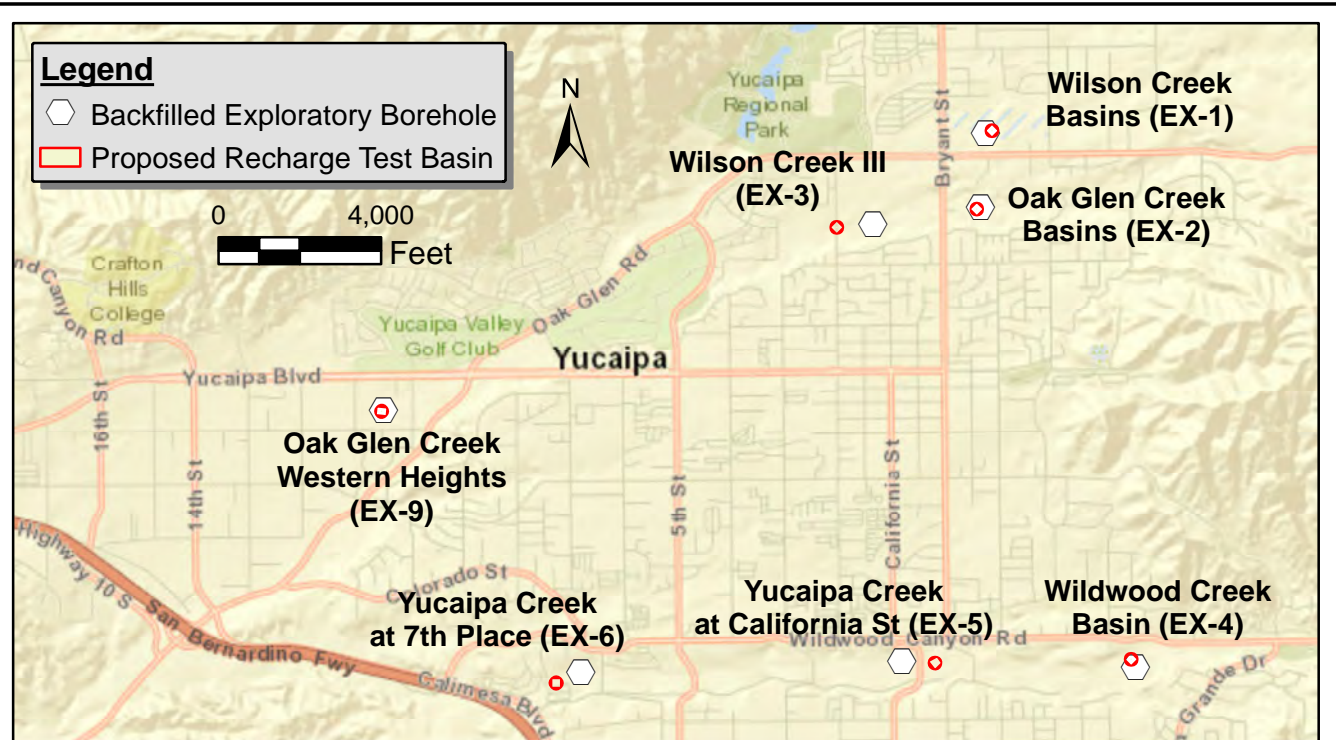 Legend
Backfilled Exploratory Borehole
Proposed Recharge Test Basin
0 4,000
Feet
N
Yucaipa
Regional
Park
Bryant St
Wilson Creek
Basins (EX-1)
Wilson Creek III
(EX-3)
Oak Glen Creek
Basins (EX-2)
Crafton
Hills
College
Canyon Rd
Oak Glen Rd
Yucaipa Valley
Golf Club
Yucaipa
Yucaipa Blvd
16th St
14th St
5th St
California St
Oak Glen Creek
Western Heights
(EX-9)
Highway 10 S
San Bernardino Fwy
Colorado St
Yucaipa Creek
at 7th Place (EX-6)
Calimesa Blvd
Yucaipa Creek
at California St (EX-5)
Wildwood Canyon Rd
Wildwood Creek
Basin (EX-4)
Grande Dr